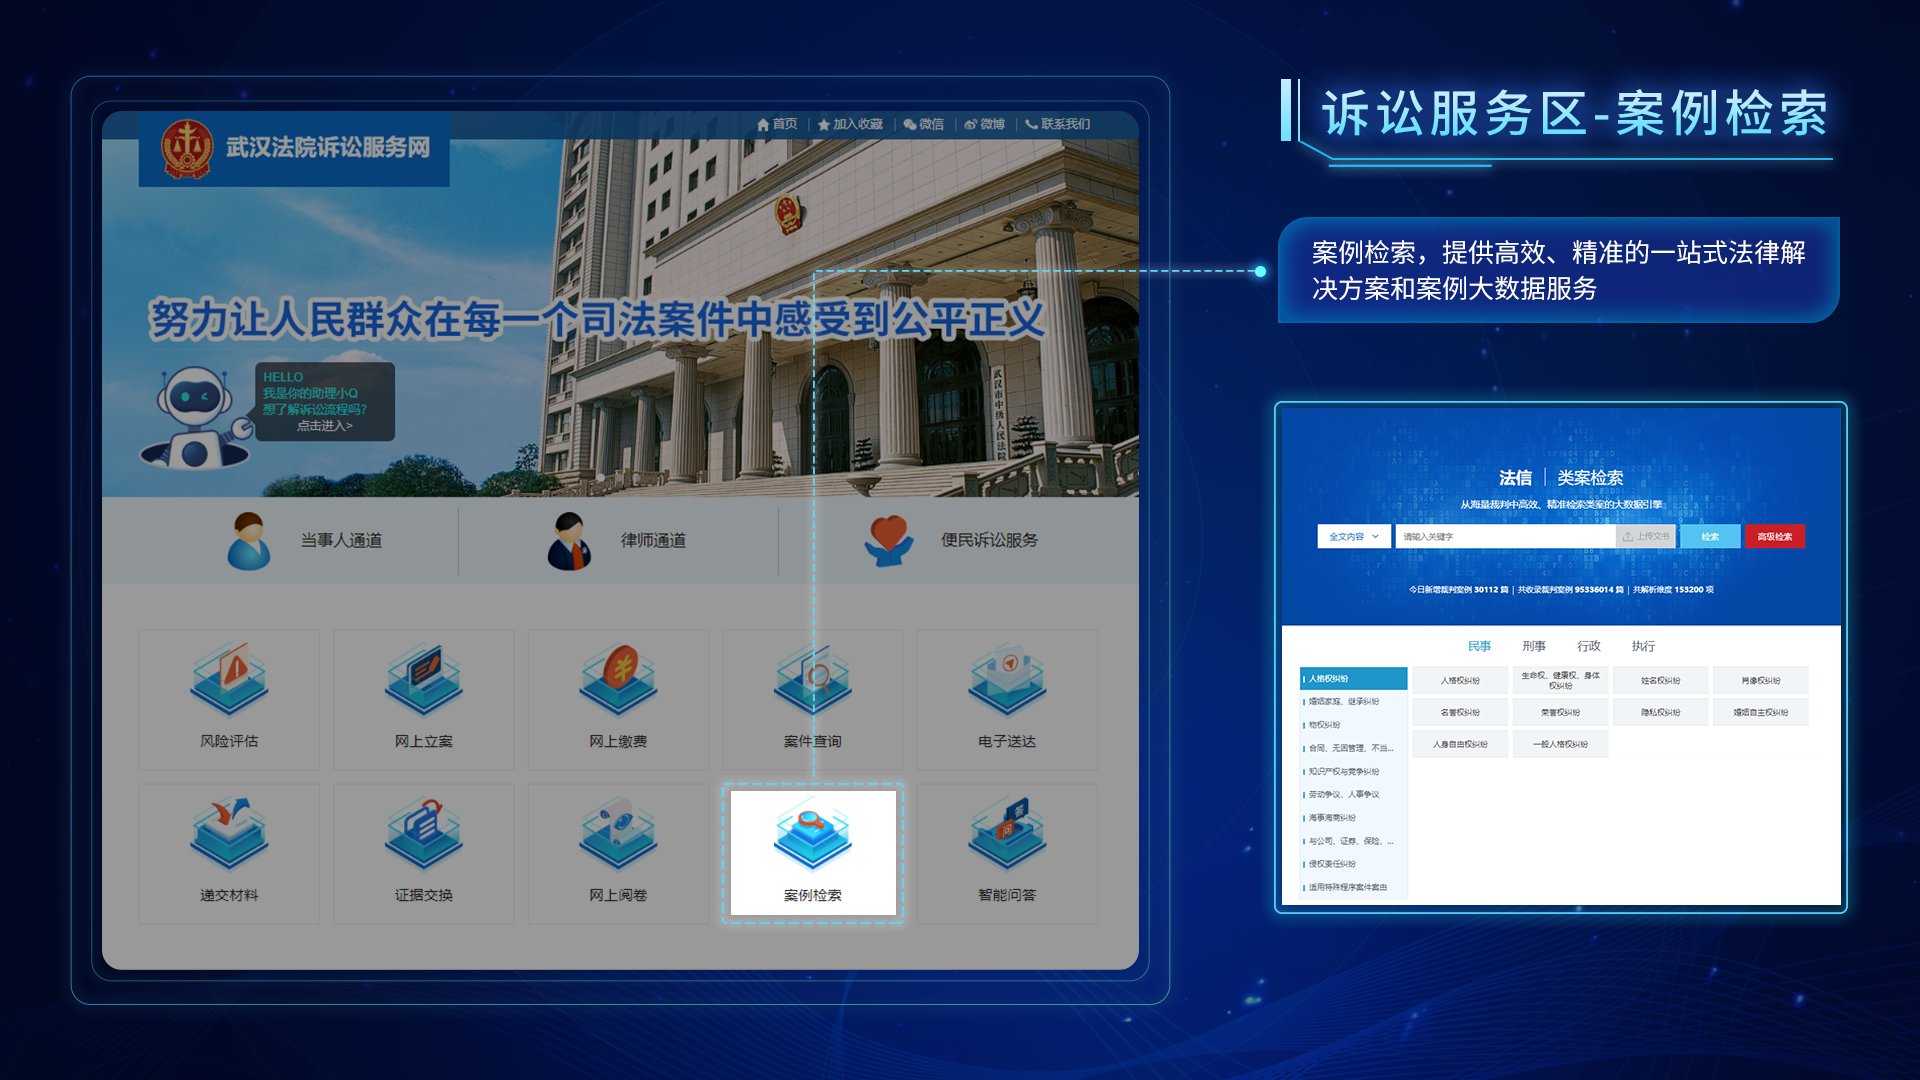 诉讼服务区-案例检索
案例检索，提供高效、精准的一站式法律解
决方案和案例大数据服务
首页
加入收藏
微信
微博
联系我们
武汉法院诉讼服务网
努力让人民群众在每一个司法案件中感受到公平正义
HELLO
我是你的助理小Q
想了解诉讼流程吗?
点击进入>
武汉市中级人民法院
当事人通道
律师通道
便民诉讼服务
风险评估
网上立案
网上缴费
案件查询
电子送达
递交材料
证据交换
网上阅卷
案例检索
答
问
智能问答
法信｜类案检索
从海量裁判中高效、精准检索类案的大数据引擎
全文内容
请输入关键字
上传文书
检索
高级检索
今日新增裁判案例 30112 篇｜共收录裁判案例 95336014 篇｜共解析维度 153200 项
民事
刑事
行政
执行
人格权纠纷
婚姻家庭、继承纠纷
物权纠纷
合同、无因管理、不当...
知识产权与竞争纠纷
劳动争议、人事争议
海事海商纠纷
与公司、证券、保险、...
侵权责任纠纷
适用特殊程序案件案由
人格权纠纷
生命权、健康权、身体
权纠纷
姓名权纠纷
肖像权纠纷
名誉权纠纷
荣誉权纠纷
隐私权纠纷
婚姻自主权纠纷
人身自由权纠纷
一般人格权纠纷